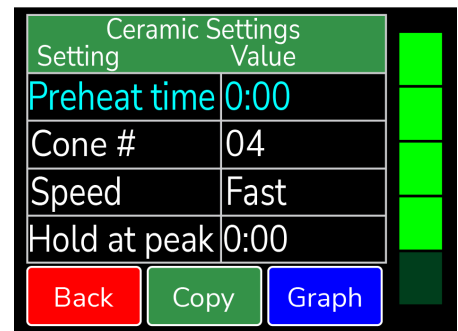 Ceramic Settings
Setting Value
Preheat time 0:00
Cone # 04
Speed Fast
Hold at peak 0:00
Back Copy Graph